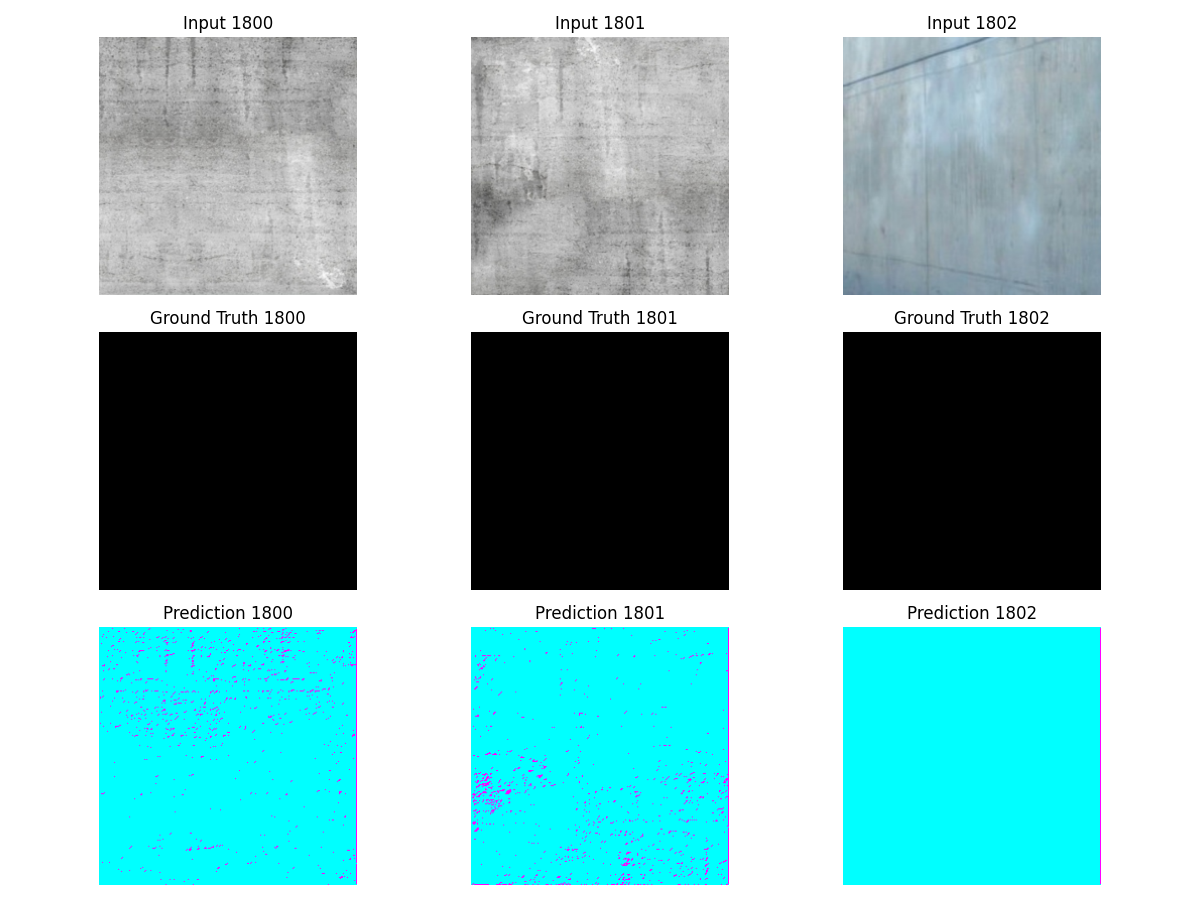 Input 1800
Input 1801
Input 1802
Ground Truth 1800
Ground Truth 1801
Ground Truth 1802
Prediction 1800
Prediction 1801
Prediction 1802